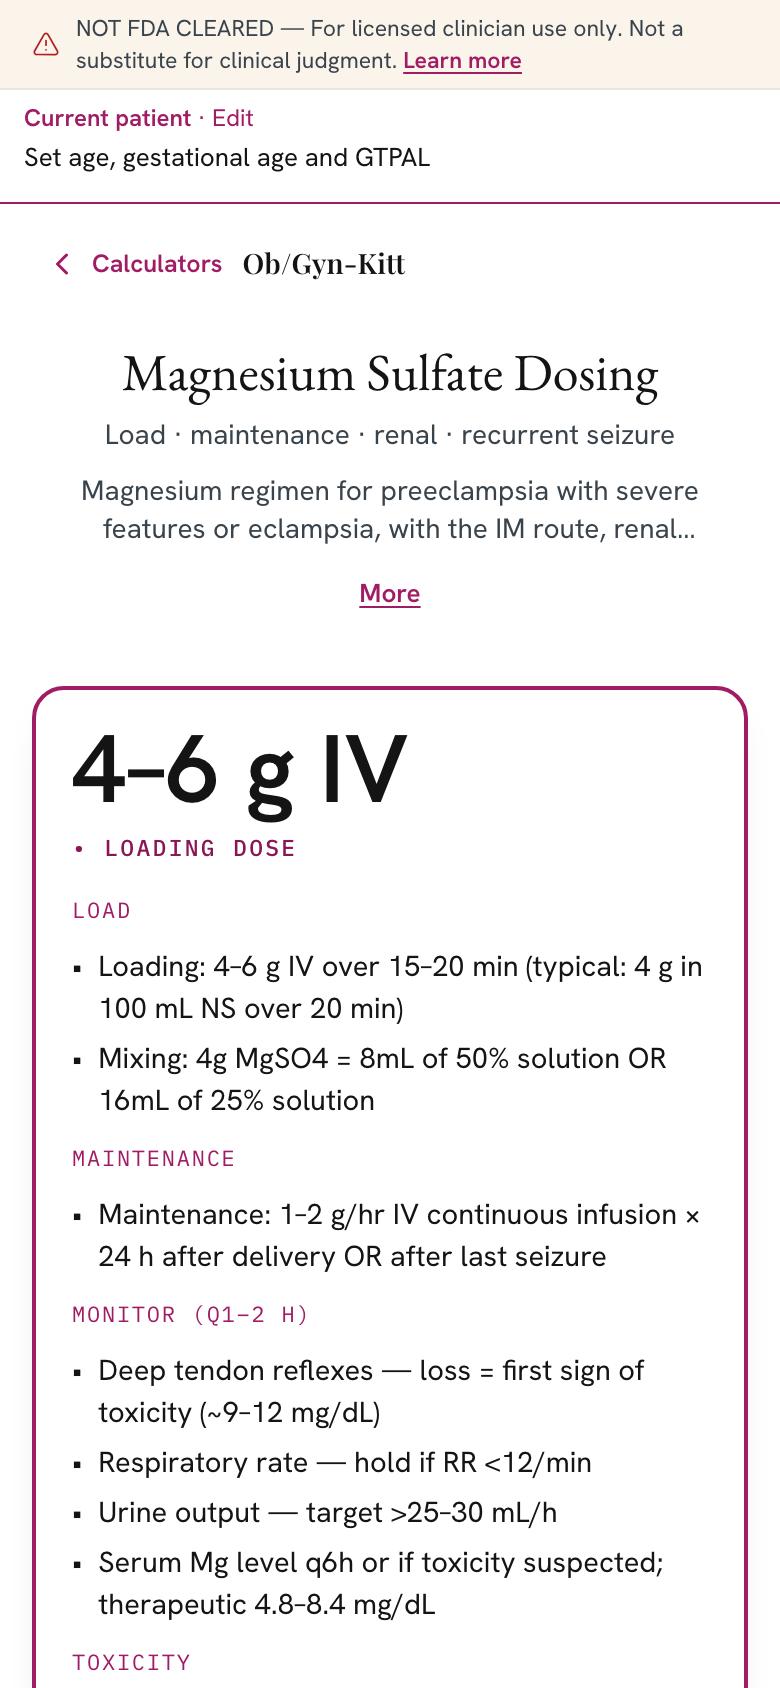 NOT FDA CLEARED — For licensed clinician use only. Not a
substitute for clinical judgment. Learn more
Current patient · Edit
Set age, gestational age and GTPAL
Calculators Ob/Gyn-Kitt
Magnesium Sulfate Dosing
Load · maintenance · renal · recurrent seizure
Magnesium regimen for preeclampsia with severe
features or eclampsia, with the IM route, renal...
More
4–6 g IV
• LOADING DOSE
LOAD
▪ Loading: 4–6 g IV over 15–20 min (typical: 4 g in
100 mL NS over 20 min)
▪ Mixing: 4g MgSO4 = 8mL of 50% solution OR
16mL of 25% solution
MAINTENANCE
▪ Maintenance: 1–2 g/hr IV continuous infusion ×
24 h after delivery OR after last seizure
MONITOR (Q1–2 H)
▪ Deep tendon reflexes — loss = first sign of
toxicity (~9–12 mg/dL)
▪ Respiratory rate — hold if RR <12/min
▪ Urine output — target >25–30 mL/h
▪ Serum Mg level q6h or if toxicity suspected;
therapeutic 4.8–8.4 mg/dL
TOXICITY